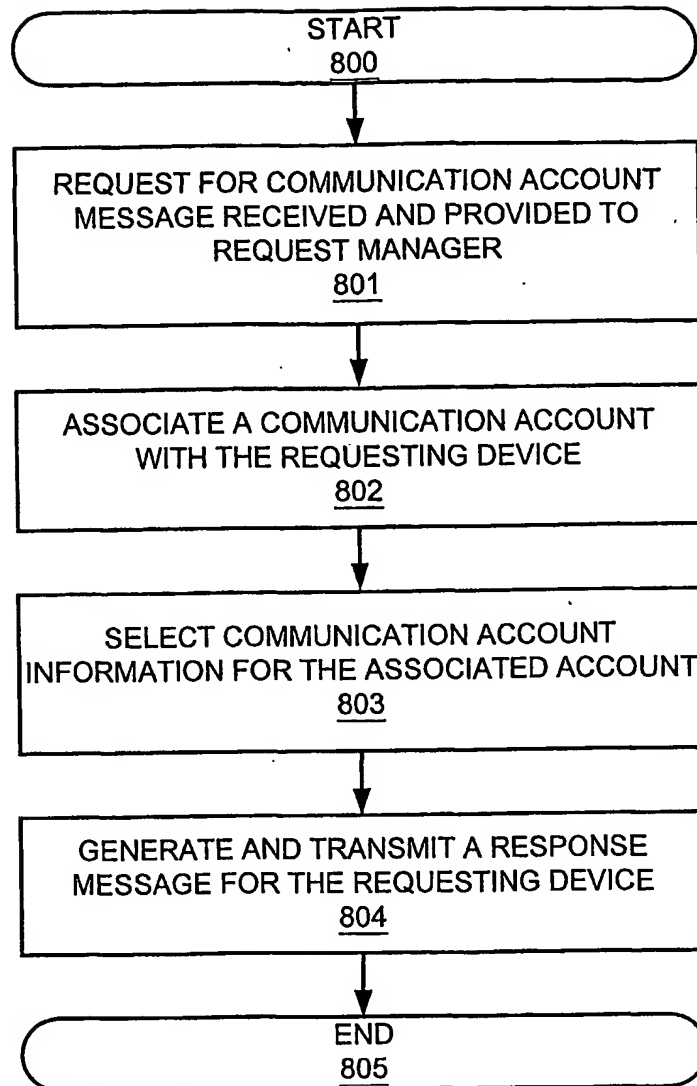 START
800
REQUEST FOR COMMUNICATION ACCOUNT
MESSAGE RECEIVED AND PROVIDED TO
REQUEST MANAGER
801
ASSOCIATE A COMMUNICATION ACCOUNT
WITH THE REQUESTING DEVICE
802
SELECT COMMUNICATION ACCOUNT
INFORMATION FOR THE ASSOCIATED ACCOUNT
803
GENERATE AND TRANSMIT A RESPONSE
MESSAGE FOR THE REQUESTING DEVICE
804
END
805